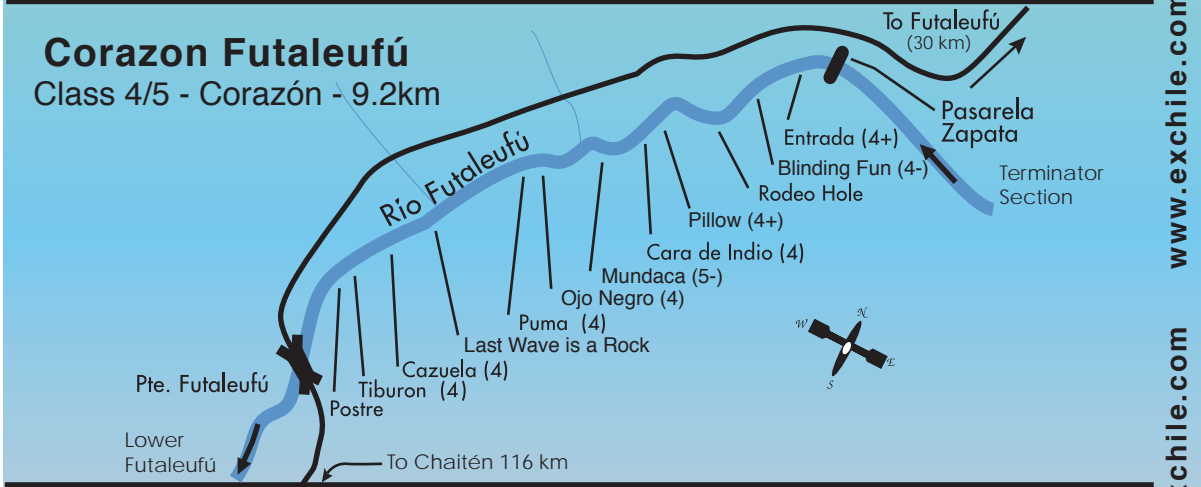 Corazon Futaleufú
Class 4/5 - Corazón - 9.2km
To Futaleufú
(30 km)
Pasarela
Zapata
Terminator
Section
Río Futaleufú
Entrada (4+)
Blinding Fun (4-)
Rodeo Hole
Pillow (4+)
Cara de Indio (4)
Mundaca (5-)
Ojo Negro (4)
Puma (4)
Last Wave is a Rock
Cazuela (4)
Tiburon (4)
Postre
Pte. Futaleufú
Lower
Futaleufú
To Chaitén 116 km
N
W
E
S
www.exchile.com
xchile.com